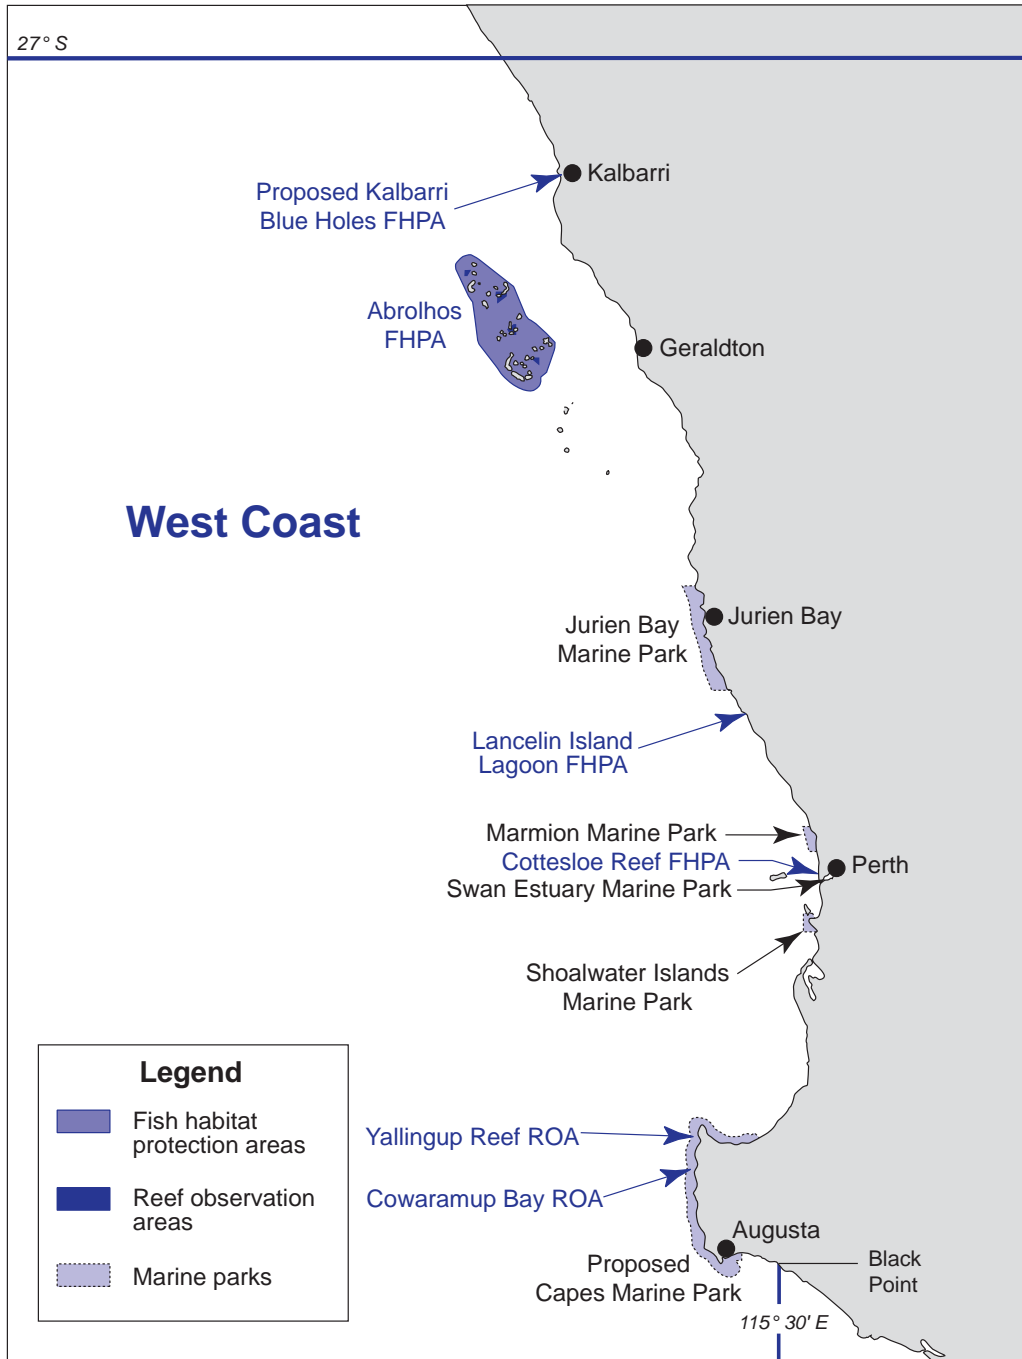 27° S
Kalbarri
Proposed Kalbarri
Blue Holes FHPA
Abrolhos
FHPA
Geraldton
West Coast
Jurien Bay
Jurien Bay
Marine Park
Lancelin Island
Lagoon FHPA
Marmion Marine Park
Cottesloe Reef FHPA
Perth
Swan Estuary Marine Park
Shoalwater Islands
Marine Park
Legend
Fish habitat
protection areas
Reef observation
areas
Marine parks
Yallingup Reef ROA
Cowaramup Bay ROA
Augusta
Proposed
Capes Marine Park
Black
Point
115° 30' E